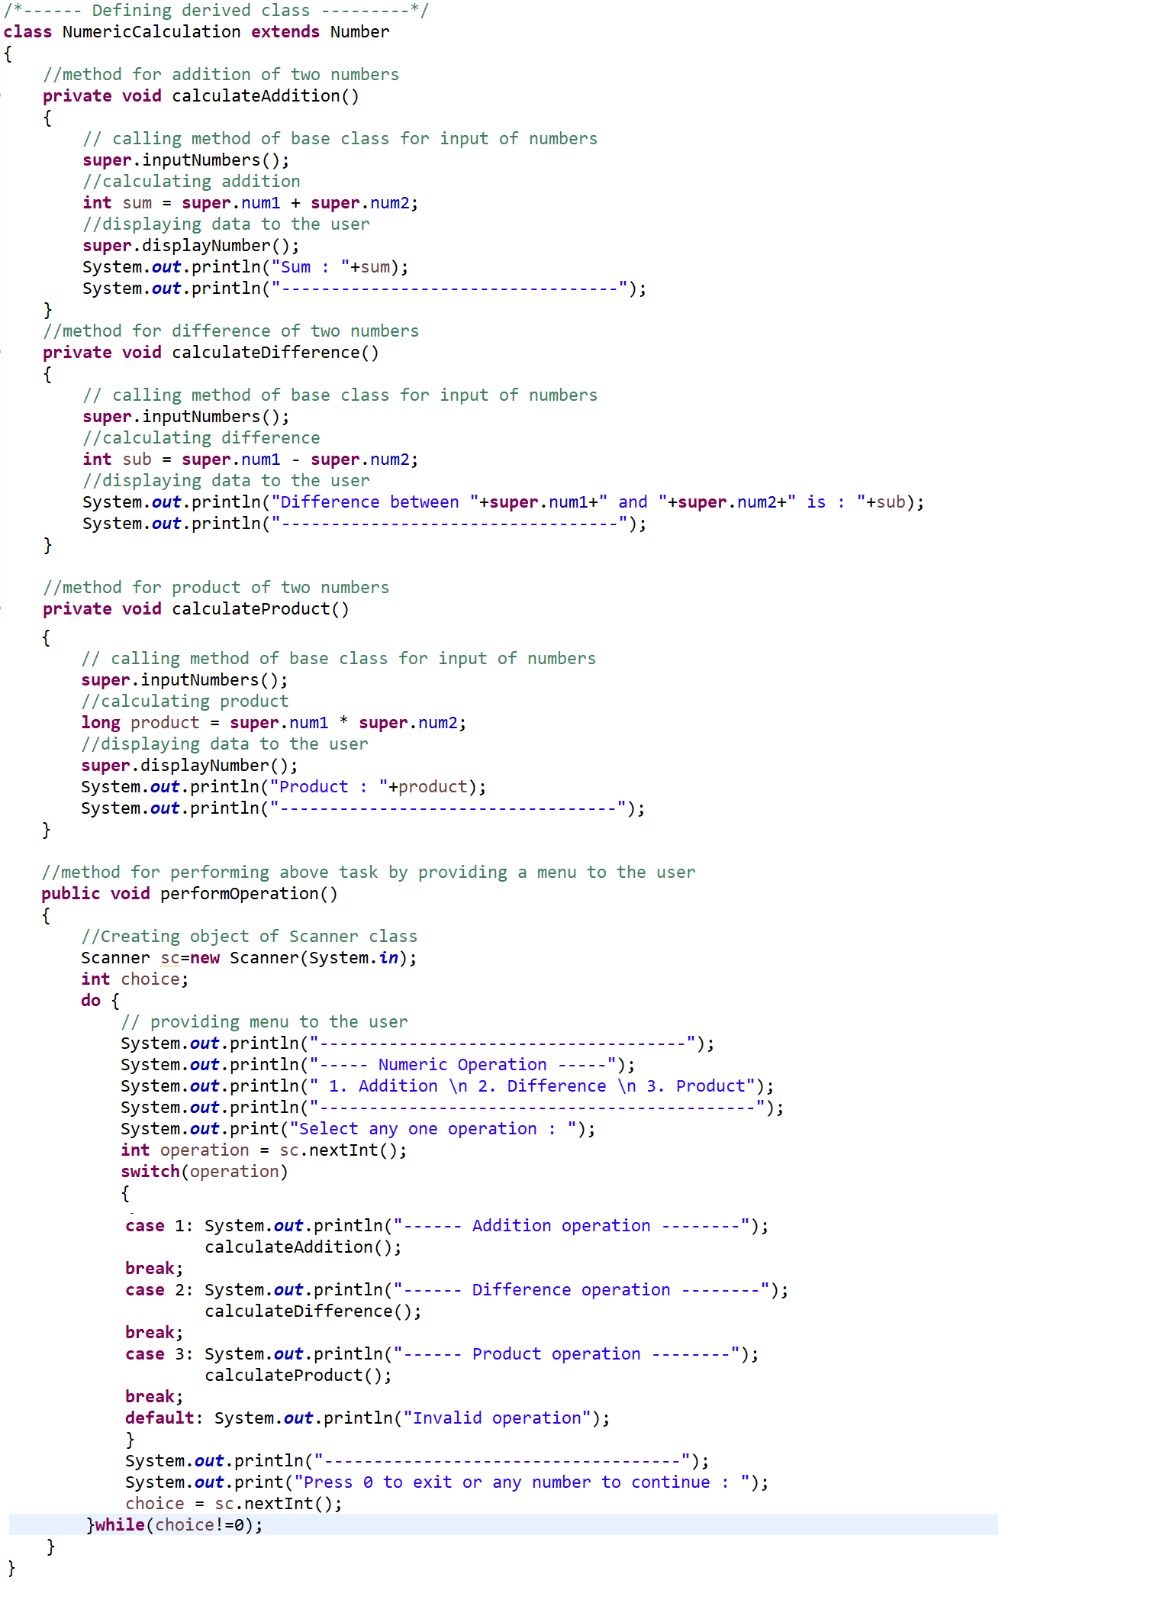 /*------ Defining derived class ---------*/
class NumericCalculation extends Number
{
    //method for addition of two numbers
    private void calculateAddition()
    {
        // calling method of base class for input of numbers
        super.inputNumbers();
        //calculating addition
        int sum = super.num1 + super.num2;
        //displaying data to the user
        super.displayNumber();
        System.out.println("Sum : "+sum);
        System.out.println("----------------------------------");
    }
    //method for difference of two numbers
    private void calculateDifference()
    {
        // calling method of base class for input of numbers
        super.inputNumbers();
        //calculating difference
        int sub = super.num1 - super.num2;
        //displaying data to the user
        System.out.println("Difference between "+super.num1+" and "+super.num2+" is : "+sub);
        System.out.println("----------------------------------");
    }

    //method for product of two numbers
    private void calculateProduct()
    {
        // calling method of base class for input of numbers
        super.inputNumbers();
        //calculating product
        long product = super.num1 * super.num2;
        //displaying data to the user
        super.displayNumber();
        System.out.println("Product : "+product);
        System.out.println("----------------------------------");
    }

    //method for performing above task by providing a menu to the user
    public void performOperation()
    {
        //Creating object of Scanner class
        Scanner sc=new Scanner(System.in);
        int choice;
        do {
            // providing menu to the user
            System.out.println("-------------------------------------");
            System.out.println("----- Numeric Operation -----");
            System.out.println(" 1. Addition \n 2. Difference \n 3. Product");
            System.out.println("--------------------------------------------");
            System.out.print("Select any one operation : ");
            int operation = sc.nextInt();
            switch(operation)
            {
            case 1: System.out.println("------ Addition operation --------");
                    calculateAddition();
            break;
            case 2: System.out.println("------ Difference operation --------");
                    calculateDifference();
            break;
            case 3: System.out.println("------ Product operation --------");
                    calculateProduct();
            break;
            default: System.out.println("Invalid operation");
            }
            System.out.println("------------------------------------");
            System.out.print("Press 0 to exit or any number to continue : ");
            choice = sc.nextInt();
        }while(choice!=0);
    }
}